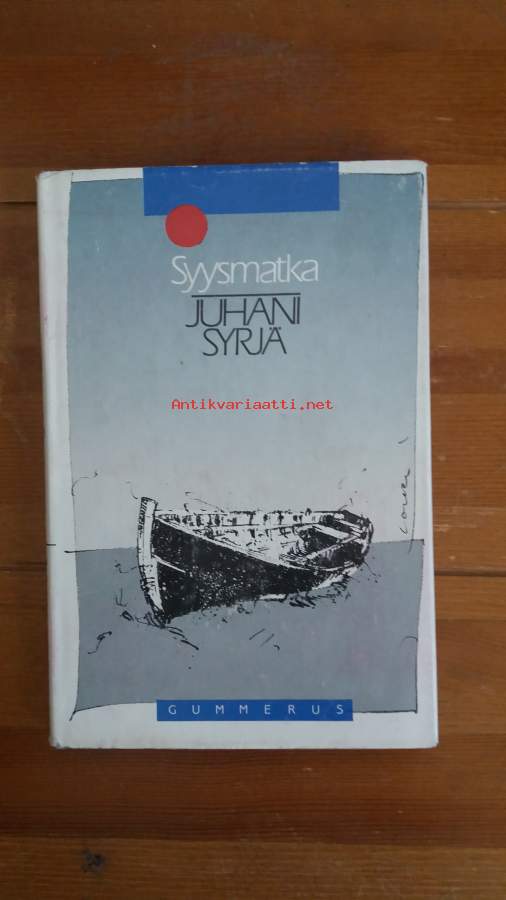 Syysmatka
JUHANI
SYRJÄ
Antikvariaatti.net
GUMMERUS